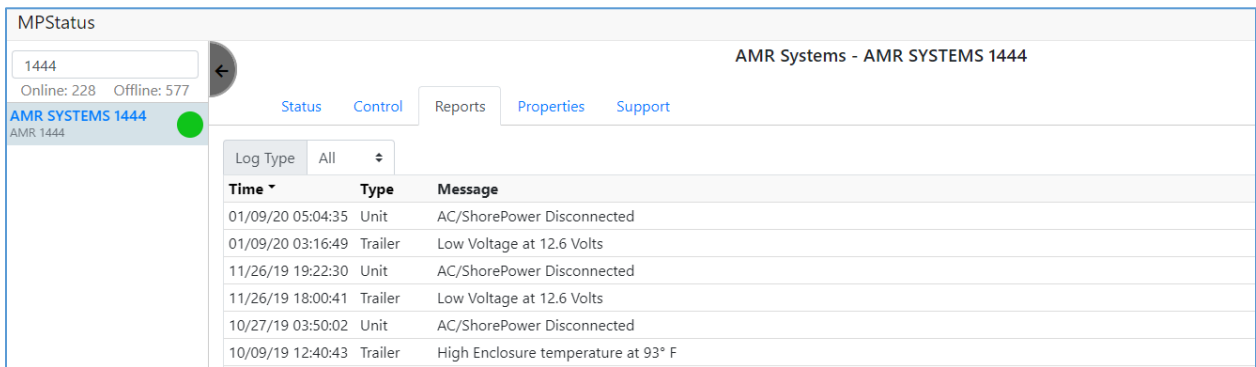 MPStatus
1444
Online: 228 Offline: 577
AMR SYSTEMS 1444
AMR 1444
AMR Systems - AMR SYSTEMS 1444
Status Control Reports Properties Support
Log Type All
Time Type Message
01/09/20 05:04:35 Unit AC/ShorePower Disconnected
01/09/20 03:16:49 Trailer Low Voltage at 12.6 Volts
11/26/19 19:22:30 Unit AC/ShorePower Disconnected
11/26/19 18:00:41 Trailer Low Voltage at 12.6 Volts
10/27/19 03:50:02 Unit AC/ShorePower Disconnected
10/09/19 12:40:43 Trailer High Enclosure temperature at 93° F